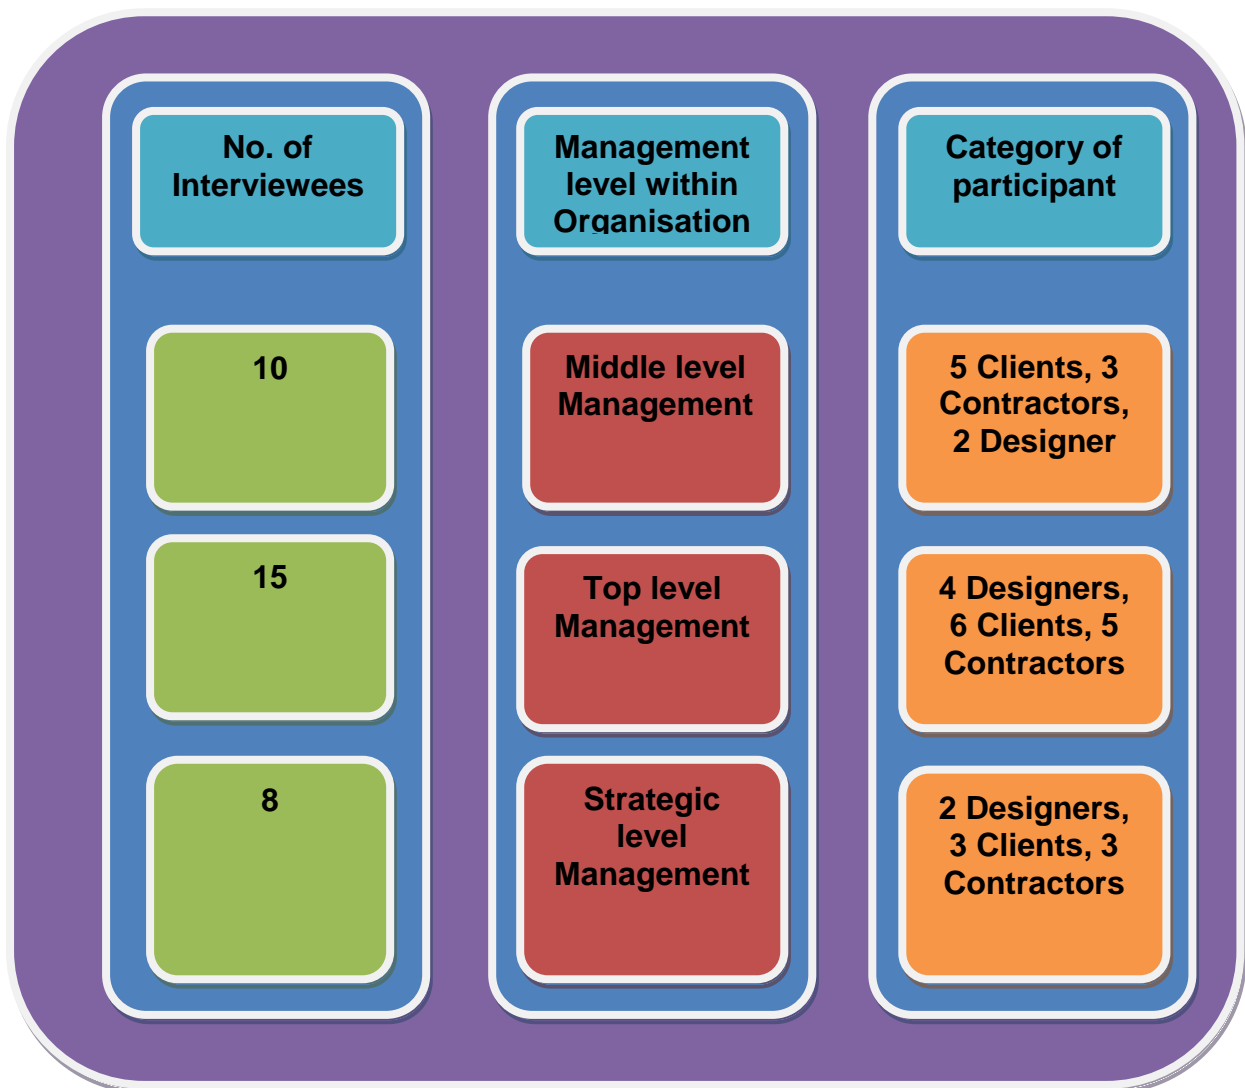 No. of
Interviewees
Management
level within
Organisation
Category of
participant
10
Middle level
Management
5 Clients, 3
Contractors,
2 Designer
15
Top level
Management
4 Designers,
6 Clients, 5
Contractors
8
Strategic
level
Management
2 Designers,
3 Clients, 3
Contractors